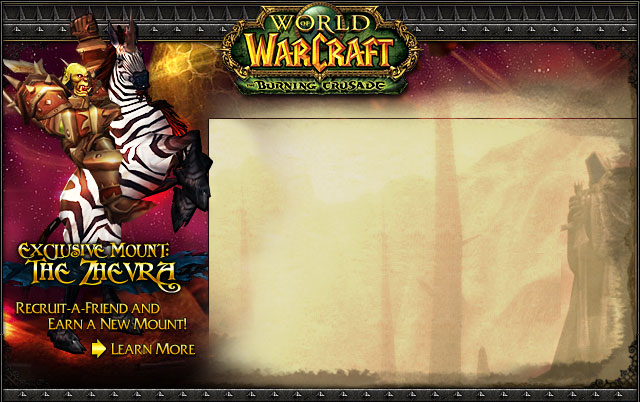 WORLD
OF
WARCRAFT
THE BURNING CRUSADE
EXCLUSIVE MOUNT:
THE ZHEVRA
RECRUIT-A-FRIEND AND
EARN A NEW MOUNT!
LEARN MORE